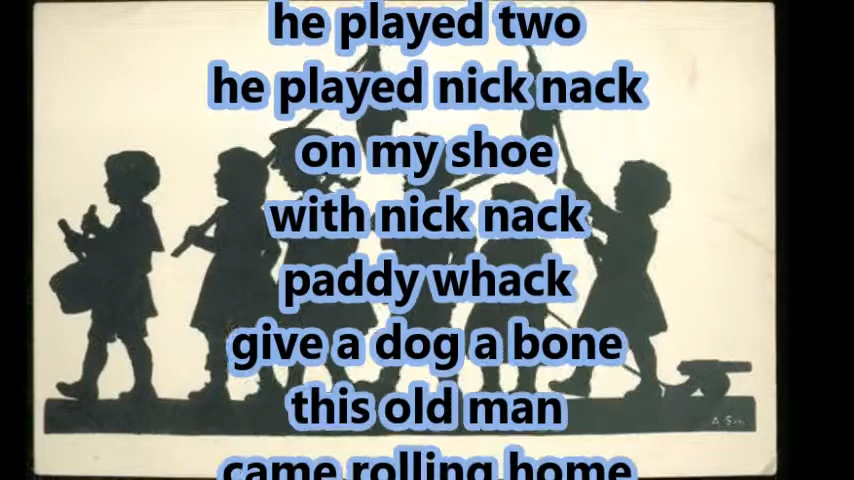 he played two
he played nick nack
on my shoe
with nick nack
paddy whack
give a dog a bone
this old man
came rolling home